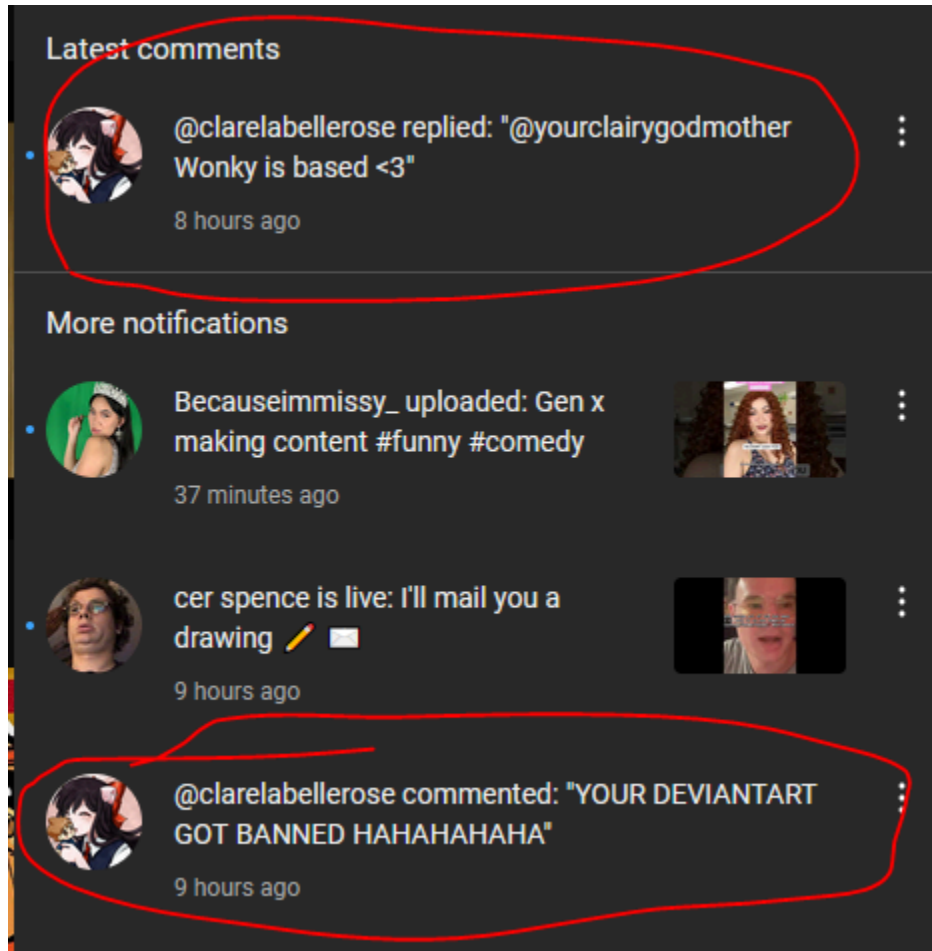 Latest comments
@clarelabellerose replied: "@yourclairygodmother
Wonky is based <3"
8 hours ago
More notifications
Becauseimmissy_ uploaded: Gen x
making content #funny #comedy
37 minutes ago
cer spence is live: I'll mail you a
drawing ✏️ ✉️
9 hours ago
@clarelabellerose commented: "YOUR DEVIANTART
GOT BANNED HAHAHAHAHA"
9 hours ago